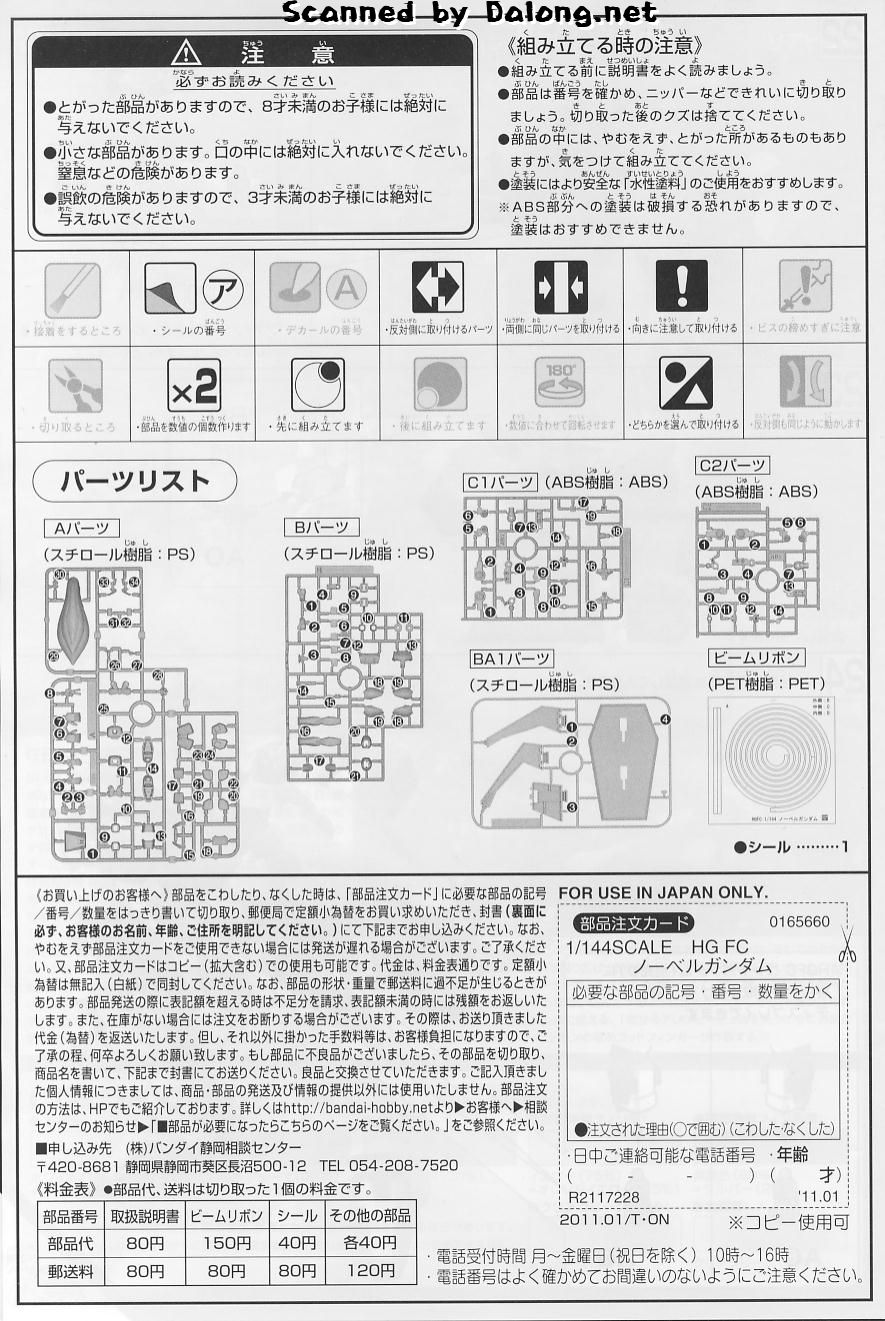 Scanned by Dalong.net
注意
必ずお読みください
●とがった部品がありますので、8才未満のお子様には絶対に
与えないでください。
●小さな部品があります。口の中には絶対に入れないでください。
窒息などの危険があります。
●誤飲の危険がありますので、3才未満のお子様には絶対に
与えないでください。
《組み立てる時の注意》
●組み立てる前に説明書をよく読みましょう。
●部品は番号を確かめ、ニッパーなどできれいに切り取り
ましょう。切り取った後のクズは捨ててください。
●部品の中には、やむをえず、とがった所があるものもあり
ますが、気をつけて組み立ててください。
●塗装にはより安全な「水性塗料」のご使用をおすすめします。
※ABS部分への塗装は破損する恐れがありますので、
塗装はおすすめできません。
ア
A
・接着をするところ
・シールの番号
・デカールの番号
・反対側に取り付けるパーツ
・両側に同じパーツを取り付ける
・向きに注意して取り付ける
・ビスの締めすぎに注意
×2
180°
・切り取るところ
・部品を数値の個数作ります
・先に組み立てます
・後に組み立てます
・数値に合わせて回転させます
・どちらかを選んで取り付ける
・反対側も同じように動かします
パーツリスト
Aパーツ
(スチロール樹脂：PS)
Bパーツ
(スチロール樹脂：PS)
C1パーツ (ABS樹脂：ABS)
C2パーツ
(ABS樹脂：ABS)
BA1パーツ
(スチロール樹脂：PS)
ビームリボン
(PET樹脂：PET)
HGFC 1/144 ノーベルガンダム
●シール ………1
《お買い上げのお客様へ》部品をこわしたり、なくした時は、「部品注文カード」に必要な部品の記号
／番号／数量をはっきり書いて切り取り、郵便局で定額小為替をお買い求めいただき、封書(裏面に
必ず、お客様のお名前、年齢、ご住所を明記してください。)にて下記までお申し込みください。なお、
やむをえず部品注文カードをご使用できない場合には発送が遅れる場合がございます。ご了承くださ
い。又、部品注文カードはコピー(拡大含む)での使用も可能です。代金は、料金表通りです。定額小
為替は無記入(白紙)で同封してください。なお、部品の形状・重量で郵送料に過不足が生じるときが
あります。部品発送の際に表記額を超える時は不足分を請求、表記額未満の時には残額をお返しいた
します。また、在庫がない場合には注文をお断りする場合がございます。その際は、お送り頂きました
代金(為替)を返送いたします。但し、それ以外に掛かった手数料等は、お客様負担になりますので、ご
了承の程、何卒よろしくお願い致します。もし部品に不良品がございましたら、その部品を切り取り、
商品名を書いて、下記まで封書にてお送りください。良品と交換させていただきます。ご記入頂きまし
た個人情報につきましては、商品・部品の発送及び情報の提供以外には使用いたしません。部品注文
の方法は、HPでもご紹介しております。詳しくはhttp://bandai-hobby.netより▶お客様へ▶相談
センターのお知らせ▶「■部品が必要になったらこちらのページをご覧ください。」をご参照ください。
■申し込み先 (株)バンダイ静岡相談センター
〒420-8681 静岡県静岡市葵区長沼500-12 TEL 054-208-7520
《料金表》●部品代、送料は切り取った1個の料金です。
部品番号 取扱説明書 ビームリボン シール その他の部品
部品代 80円 150円 40円 各40円
郵送料 80円 80円 80円 120円
FOR USE IN JAPAN ONLY.
部品注文カード 0165660
1/144SCALE HG FC
ノーベルガンダム
必要な部品の記号・番号・数量をかく
●注文された理由(○で囲む)(こわした・なくした)
・日中ご連絡可能な電話番号 ・年齢
( - - ) ( 才)
R2117228 '11.01
2011.01/T・ON ※コピー使用可
・電話受付時間 月〜金曜日(祝日を除く) 10時〜16時
・電話番号はよく確かめてお間違いのないようにご注意ください。